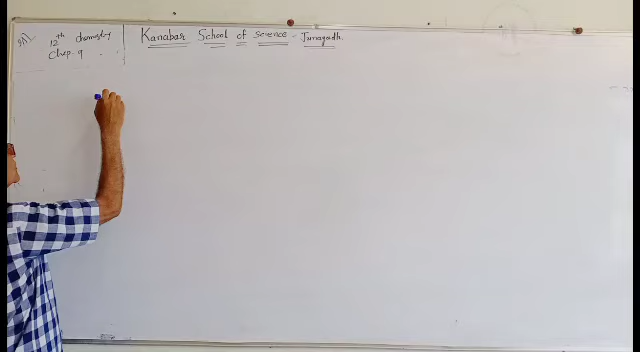 12th chemistry
Chap. 9
Kanabar School of Science - Junagadh.